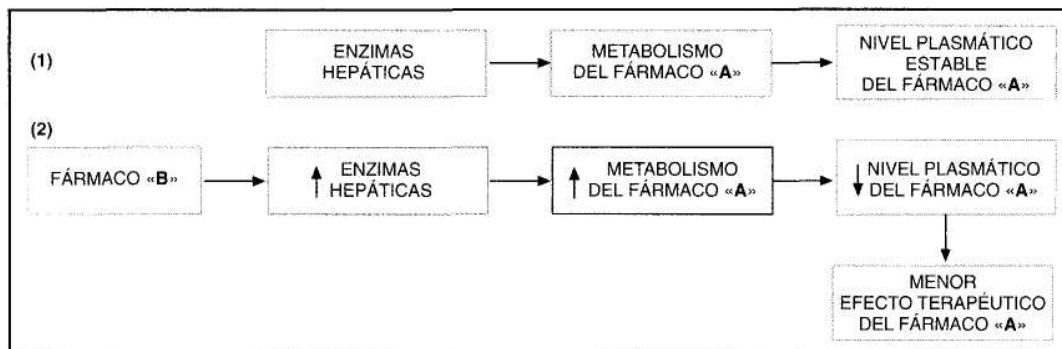 (1)
ENZIMAS
HEPÁTICAS
METABOLISMO
DEL FÁRMACO «A»
NIVEL PLASMÁTICO
ESTABLE
DEL FÁRMACO «A»
(2)
FÁRMACO «B»
ENZIMAS
HEPÁTICAS
METABOLISMO
DEL FÁRMACO «A»
NIVEL PLASMÁTICO
DEL FÁRMACO «A»
MENOR
EFECTO TERAPÉUTICO
DEL FÁRMACO «A»